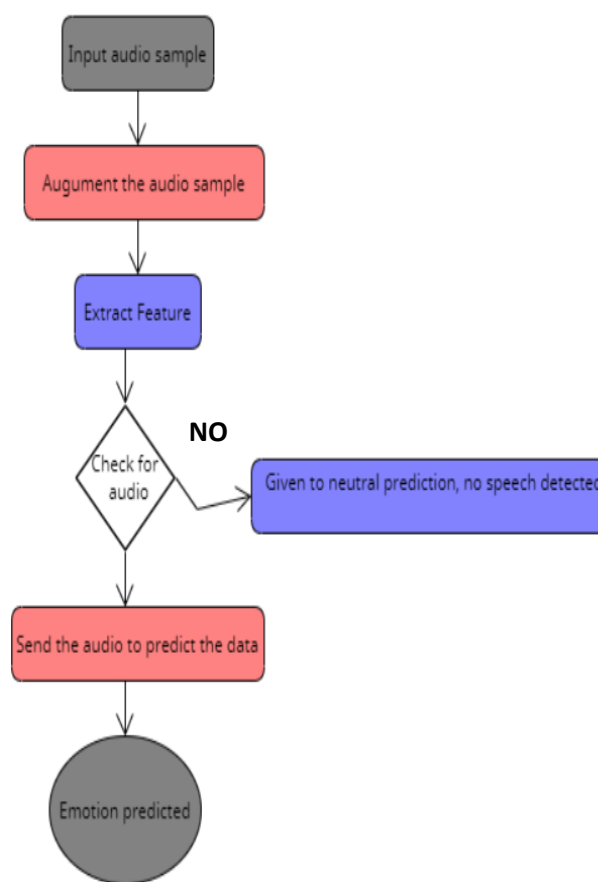 Input audio sample
Augument the audio sample
Extract Feature
NO
Check for
audio
Given to neutral prediction, no speech detected
Send the audio to predict the data
Emotion predicted